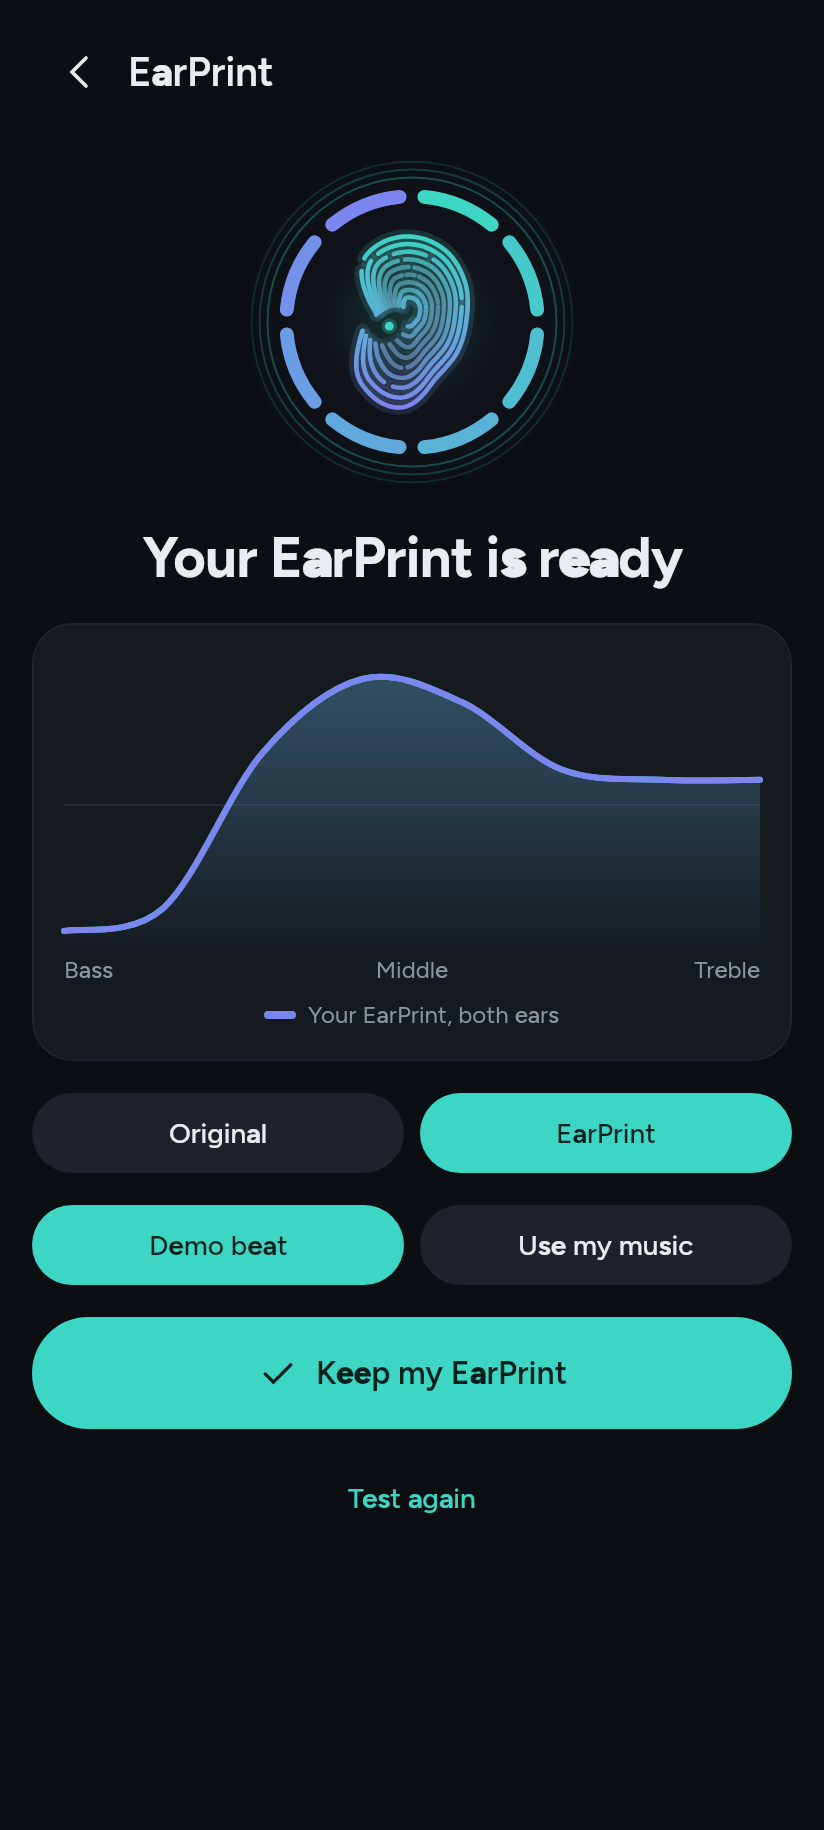 EarPrint
Your EarPrint is ready
Bass Middle Treble
Your EarPrint, both ears
Original EarPrint
Demo beat Use my music
Keep my EarPrint
Test again